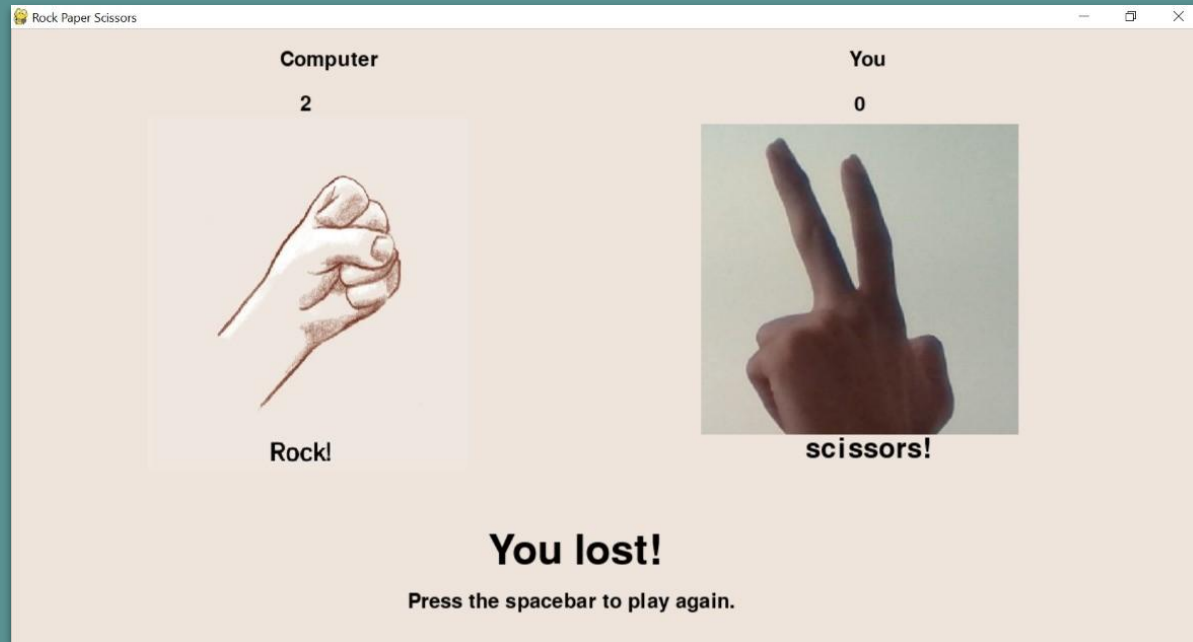 Rock Paper Scissors
Computer
You
2
0
Rock!
scissors!
You lost!
Press the spacebar to play again.